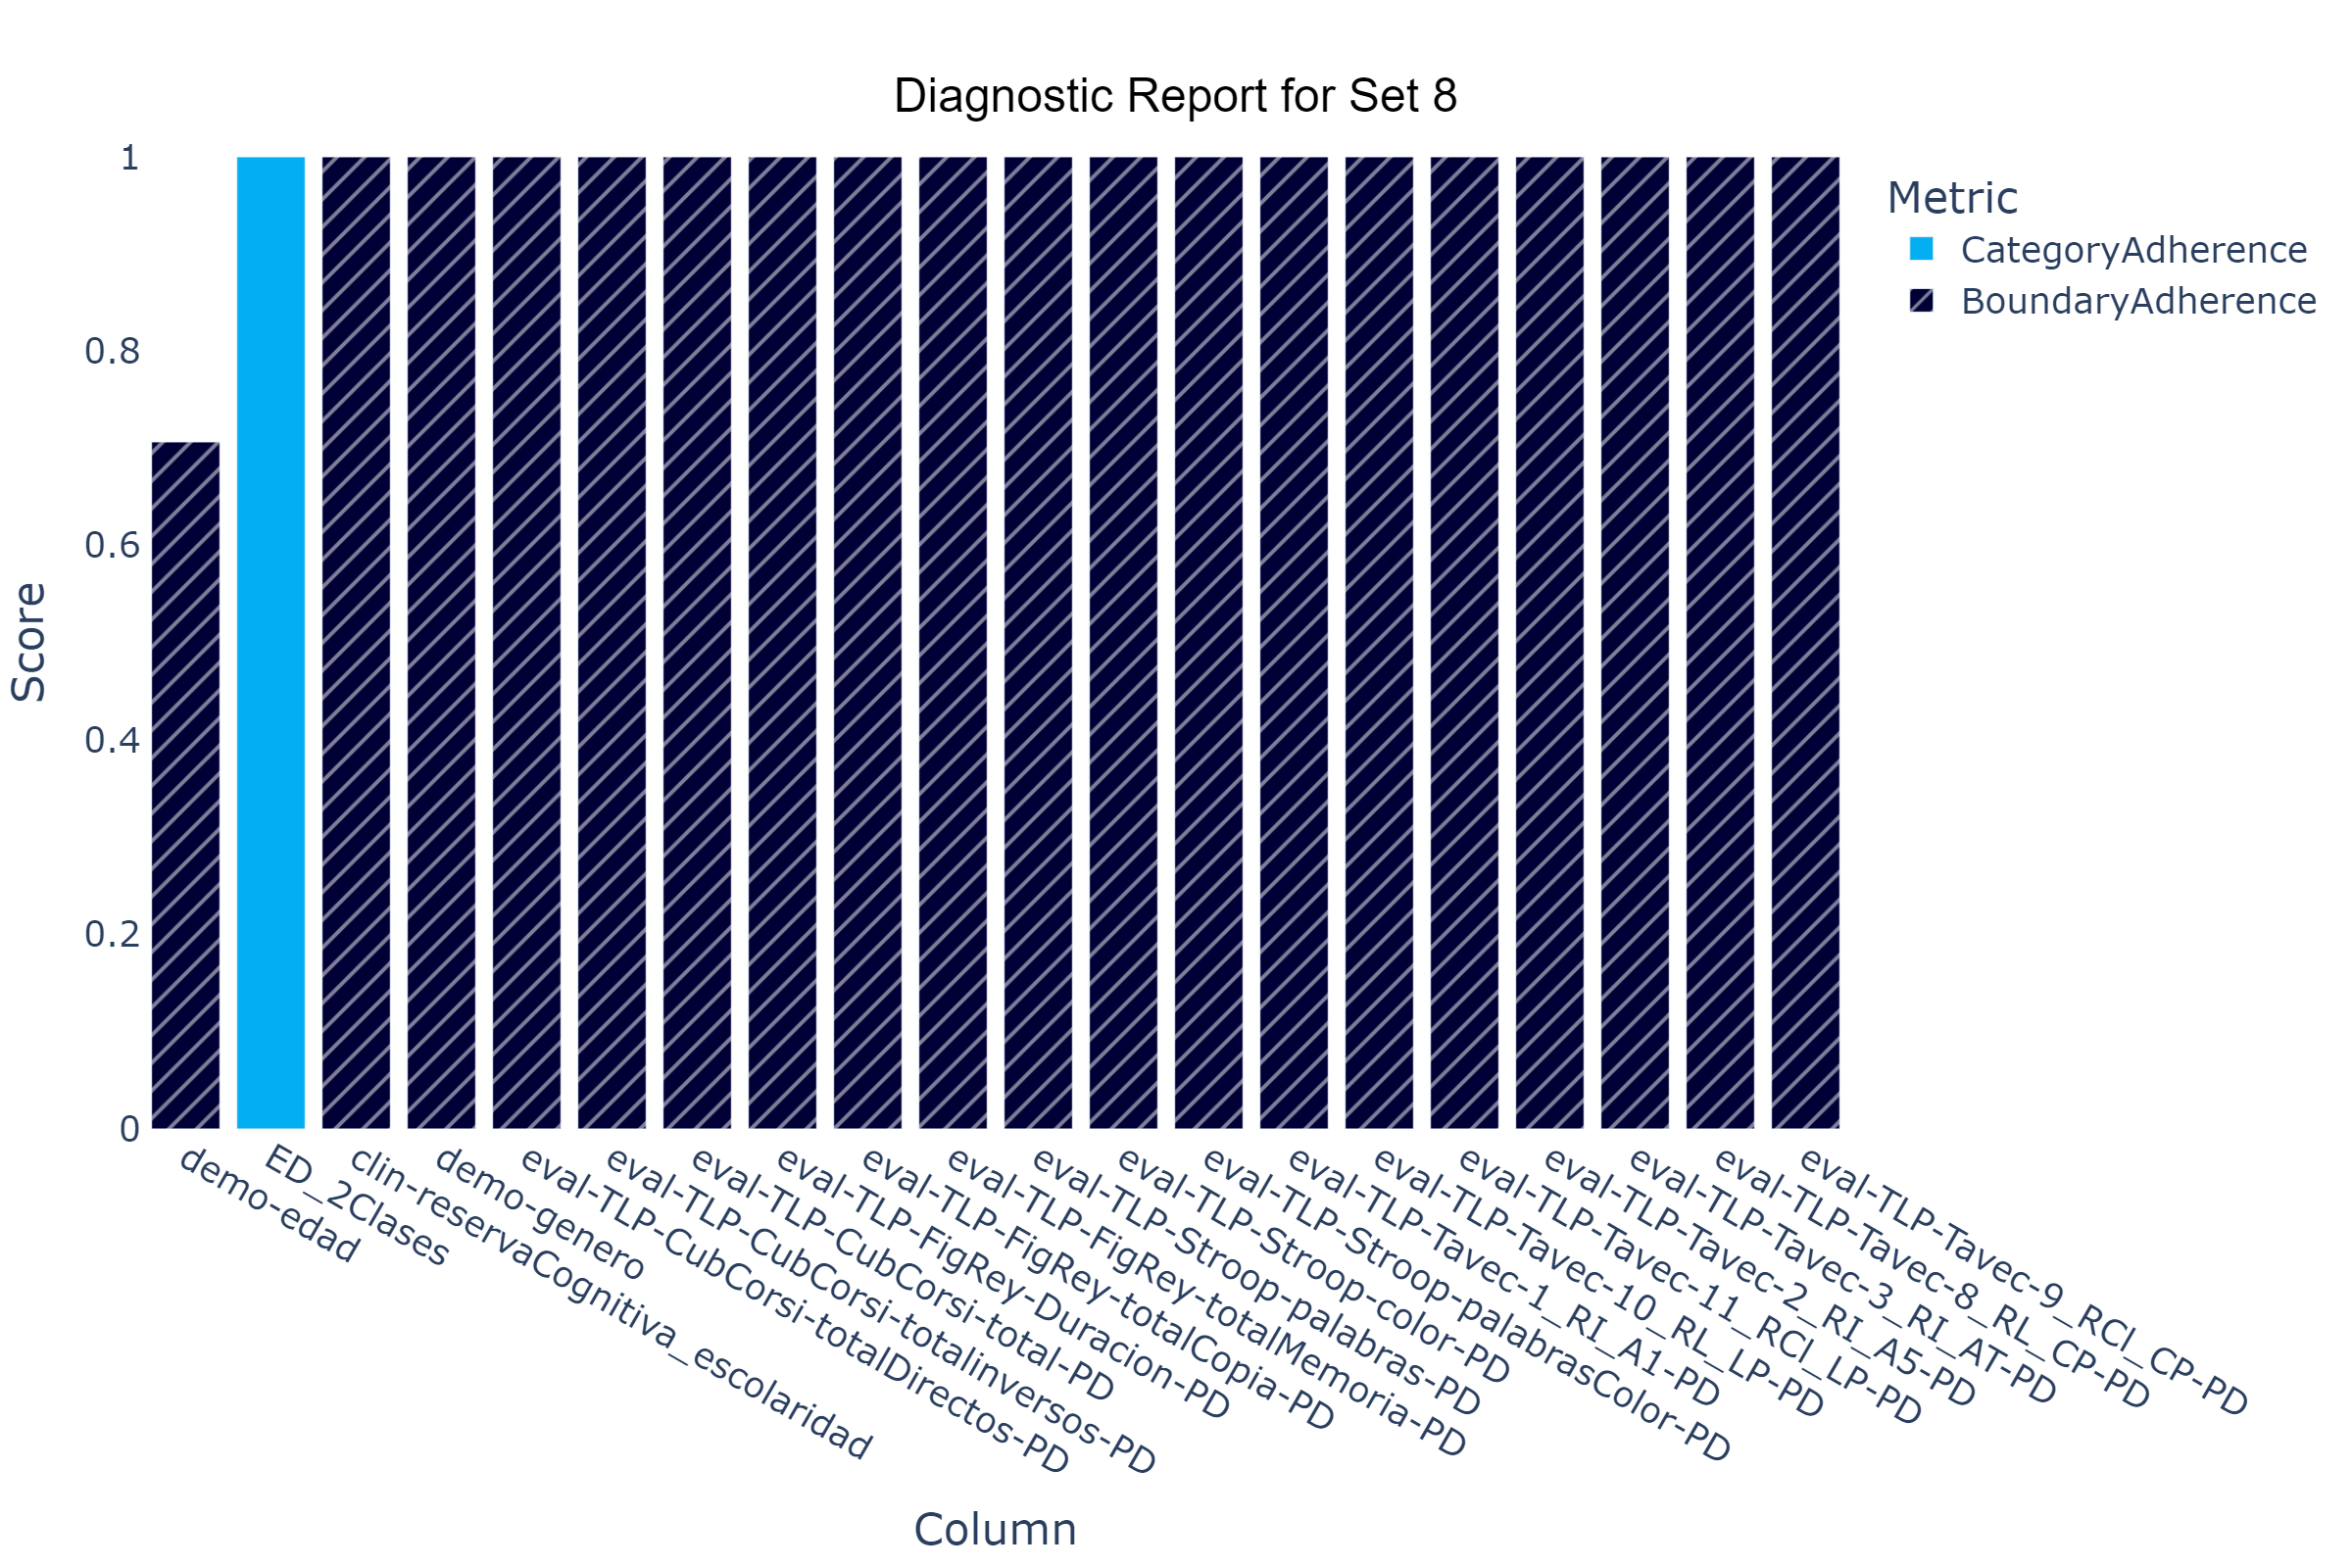 Diagnostic Report for Set 8
1
0.8
0.6
0.4
0.2
0
Score
Metric
CategoryAdherence
BoundaryAdherence
demo-edad
ED_2Clases
clin-reservaCognitiva_escolaridad
demo-genero
eval-TLP-CubCorsi-totalDirectos-PD
eval-TLP-CubCorsi-totalinversos-PD
eval-TLP-CubCorsi-total-PD
eval-TLP-FigRey-Duracion-PD
eval-TLP-FigRey-totalCopia-PD
eval-TLP-FigRey-totalMemoria-PD
eval-TLP-Stroop-palabras-PD
eval-TLP-Stroop-color-PD
eval-TLP-Stroop-palabrasColor-PD
eval-TLP-Tavec-1_RI_A1-PD
eval-TLP-Tavec-10_RL_LP-PD
eval-TLP-Tavec-11_RCl_LP-PD
eval-TLP-Tavec-2_RI_A5-PD
eval-TLP-Tavec-3_RI_AT-PD
eval-TLP-Tavec-8_RL_CP-PD
eval-TLP-Tavec-9_RCl_CP-PD
Column